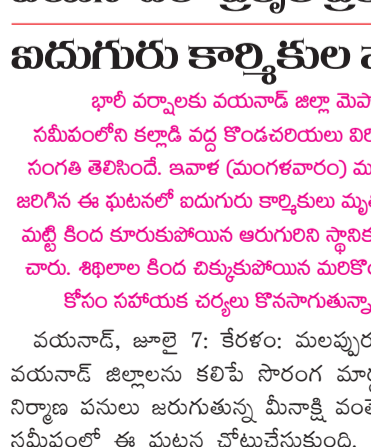 ఐదుగురు కార్మికుల
భారీ వర్షాలకు వయనాడ్ జిల్లా మెపా
సమీపంలోని కల్లాడి వద్ద కొండచరియలు విరి
సంగతి తెలిసిందే. ఇవాళ (మంగళవారం) మ
జరిగిన ఈ ఘటనలో ఐదుగురు కార్మికులు మృత
మట్టి కింద కూరుకుపోయిన ఆరుగురిని స్థానిక
చారు. శిథిలాల కింద చిక్కుకుపోయిన మరికొం
కోసం సహాయక చర్యలు కొనసాగుతున్నా
వయనాడ్, జూలై 7: కేరళం: మలప్పుర
వయనాడ్ జిల్లాలను కలిపే సొరంగ మార్గ
నిర్మాణ పనులు జరుగుతున్న మీనాక్షి వంతె
సమీపంలో ఈ ఘటన చోటుచేసుకుంది.